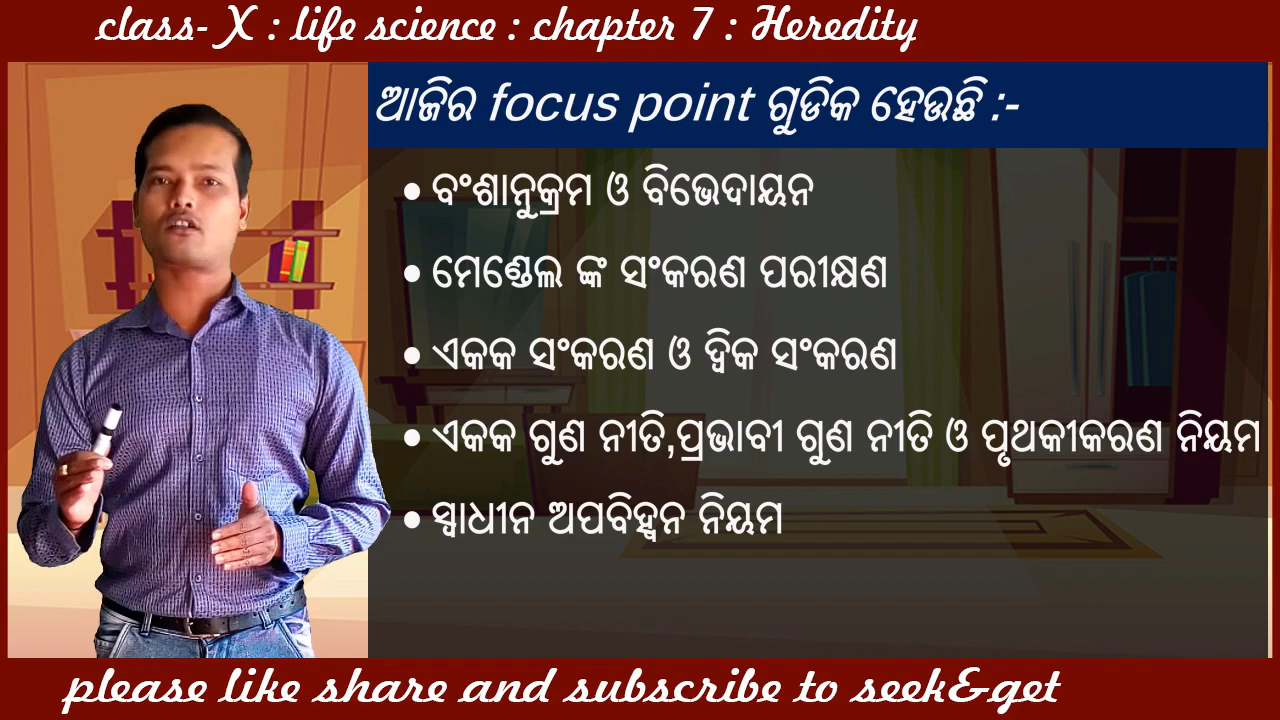 class- X : life science : chapter 7 : Heredity
ଆଜିର focus point ଗୁଡିକ ହେଉଛି :-
• ବଂଶାନୁକ୍ରମ ଓ ବିଭେଦାୟନ
• ମେଣ୍ଡେଲ ଙ୍କ ସଂକରଣ ପରୀକ୍ଷଣ
• ଏକକ ସଂକରଣ ଓ ଦ୍ଵିକ ସଂକରଣ
• ଏକକ ଗୁଣ ନୀତି,ପ୍ରଭାବୀ ଗୁଣ ନୀତି ଓ ପୃଥକୀକରଣ ନିୟମ
• ସ୍ଵାଧୀନ ଅପବିହ୍ଵନ ନିୟମ
please like share and subscribe to seek&get